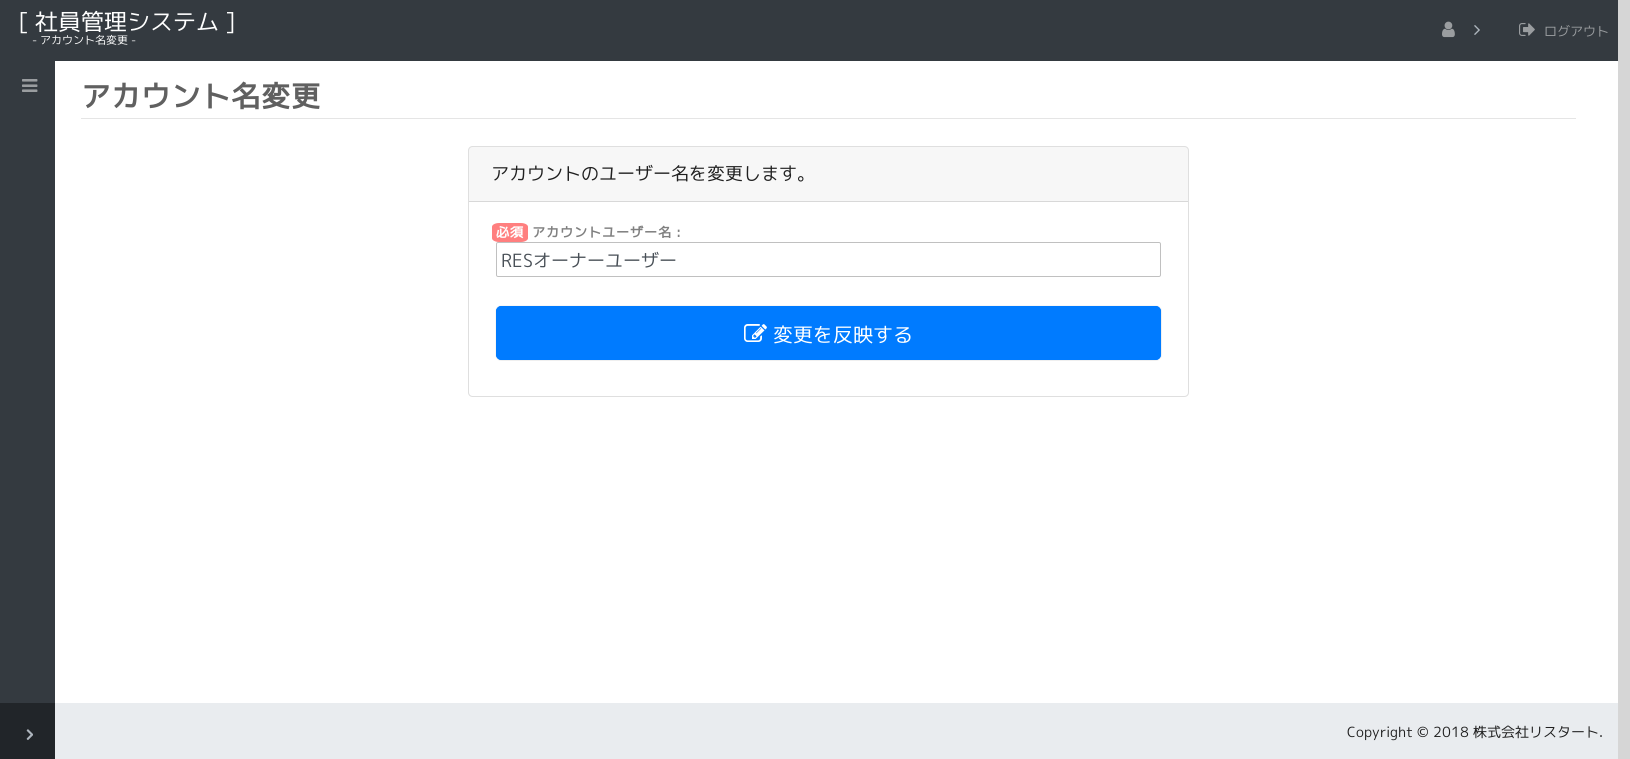 [ 社員管理システム ]
- アカウント名変更 -
ログアウト
アカウント名変更
アカウントのユーザー名を変更します。
必須 アカウントユーザー名 :
RESオーナーユーザー
変更を反映する
Copyright © 2018 株式会社リスタート.